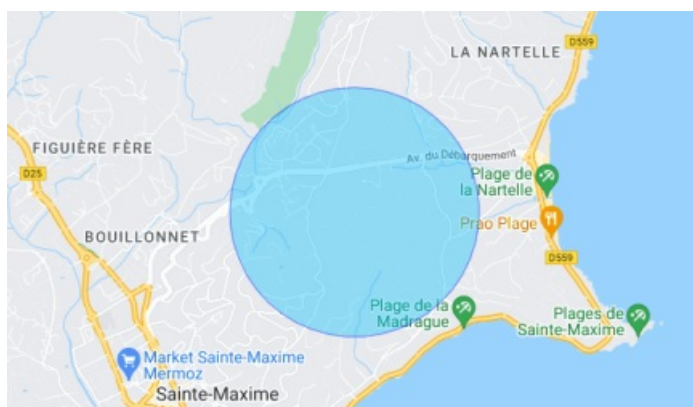 LA NARTELLE
D559
FIGUIÈRE FÈRE
Av. du Débarquement
D25
Plage de
la Nartelle
Prao Plage
BOUILLONNET
D559
Plage de la
Madrague
Plages de
Sainte-Maxime
Market Sainte-Maxime
Mermoz
Sainte-Maxime